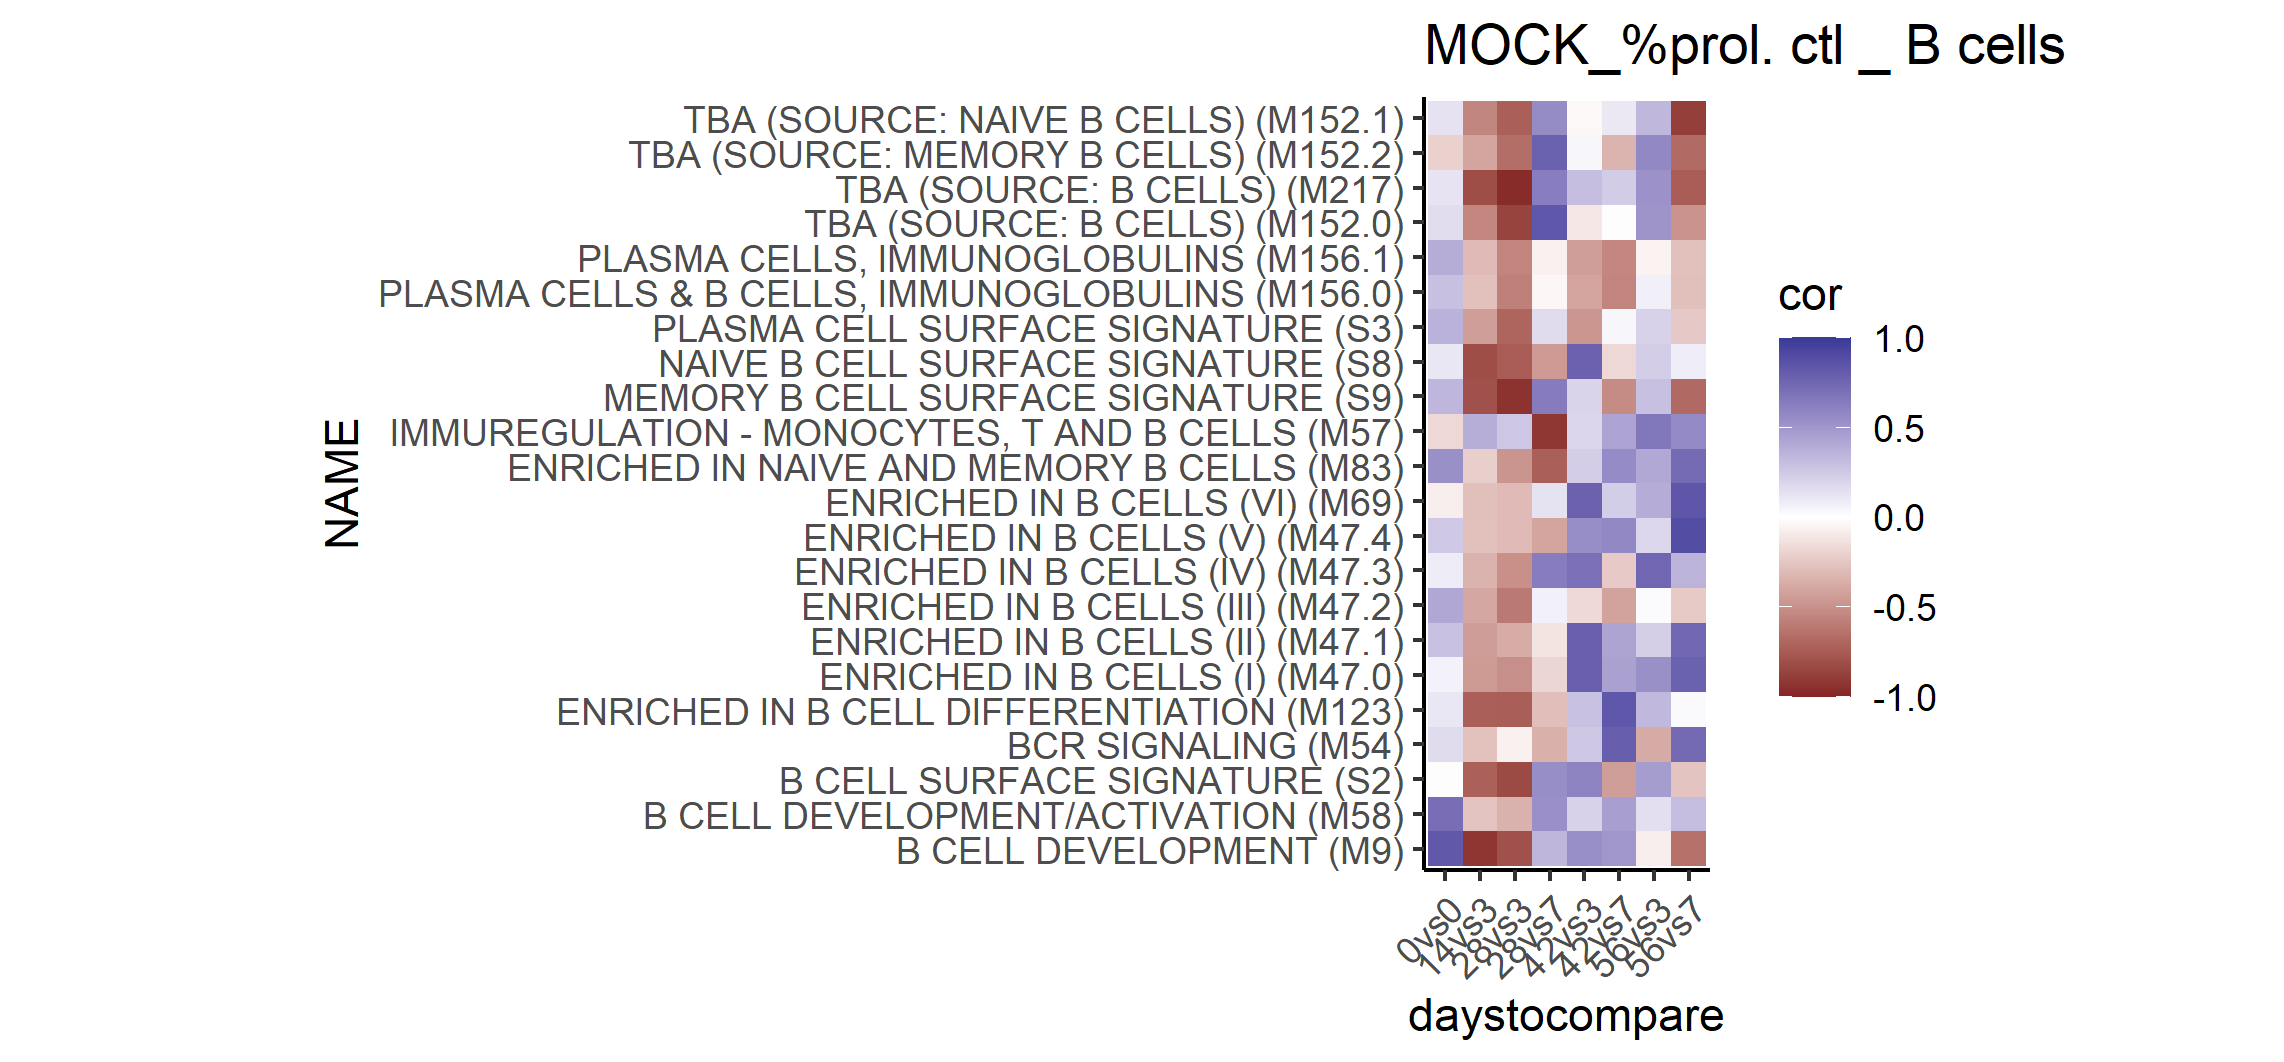 MOCK_%prol. ctl _ B cells
TBA (SOURCE: NAIVE B CELLS) (M152.1)
TBA (SOURCE: MEMORY B CELLS) (M152.2)
TBA (SOURCE: B CELLS) (M217)
TBA (SOURCE: B CELLS) (M152.0)
PLASMA CELLS, IMMUNOGLOBULINS (M156.1)
PLASMA CELLS & B CELLS, IMMUNOGLOBULINS (M156.0)
PLASMA CELL SURFACE SIGNATURE (S3)
NAIVE B CELL SURFACE SIGNATURE (S8)
MEMORY B CELL SURFACE SIGNATURE (S9)
IMMUREGULATION - MONOCYTES, T AND B CELLS (M57)
ENRICHED IN NAIVE AND MEMORY B CELLS (M83)
ENRICHED IN B CELLS (VI) (M69)
ENRICHED IN B CELLS (V) (M47.4)
ENRICHED IN B CELLS (IV) (M47.3)
ENRICHED IN B CELLS (III) (M47.2)
ENRICHED IN B CELLS (II) (M47.1)
ENRICHED IN B CELLS (I) (M47.0)
ENRICHED IN B CELL DIFFERENTIATION (M123)
BCR SIGNALING (M54)
B CELL SURFACE SIGNATURE (S2)
B CELL DEVELOPMENT/ACTIVATION (M58)
B CELL DEVELOPMENT (M9)
NAME
0vs0
14vs3
28vs3
28vs7
42vs3
42vs7
56vs3
56vs7
daystocompare
cor
1.0
0.5
0.0
-0.5
-1.0